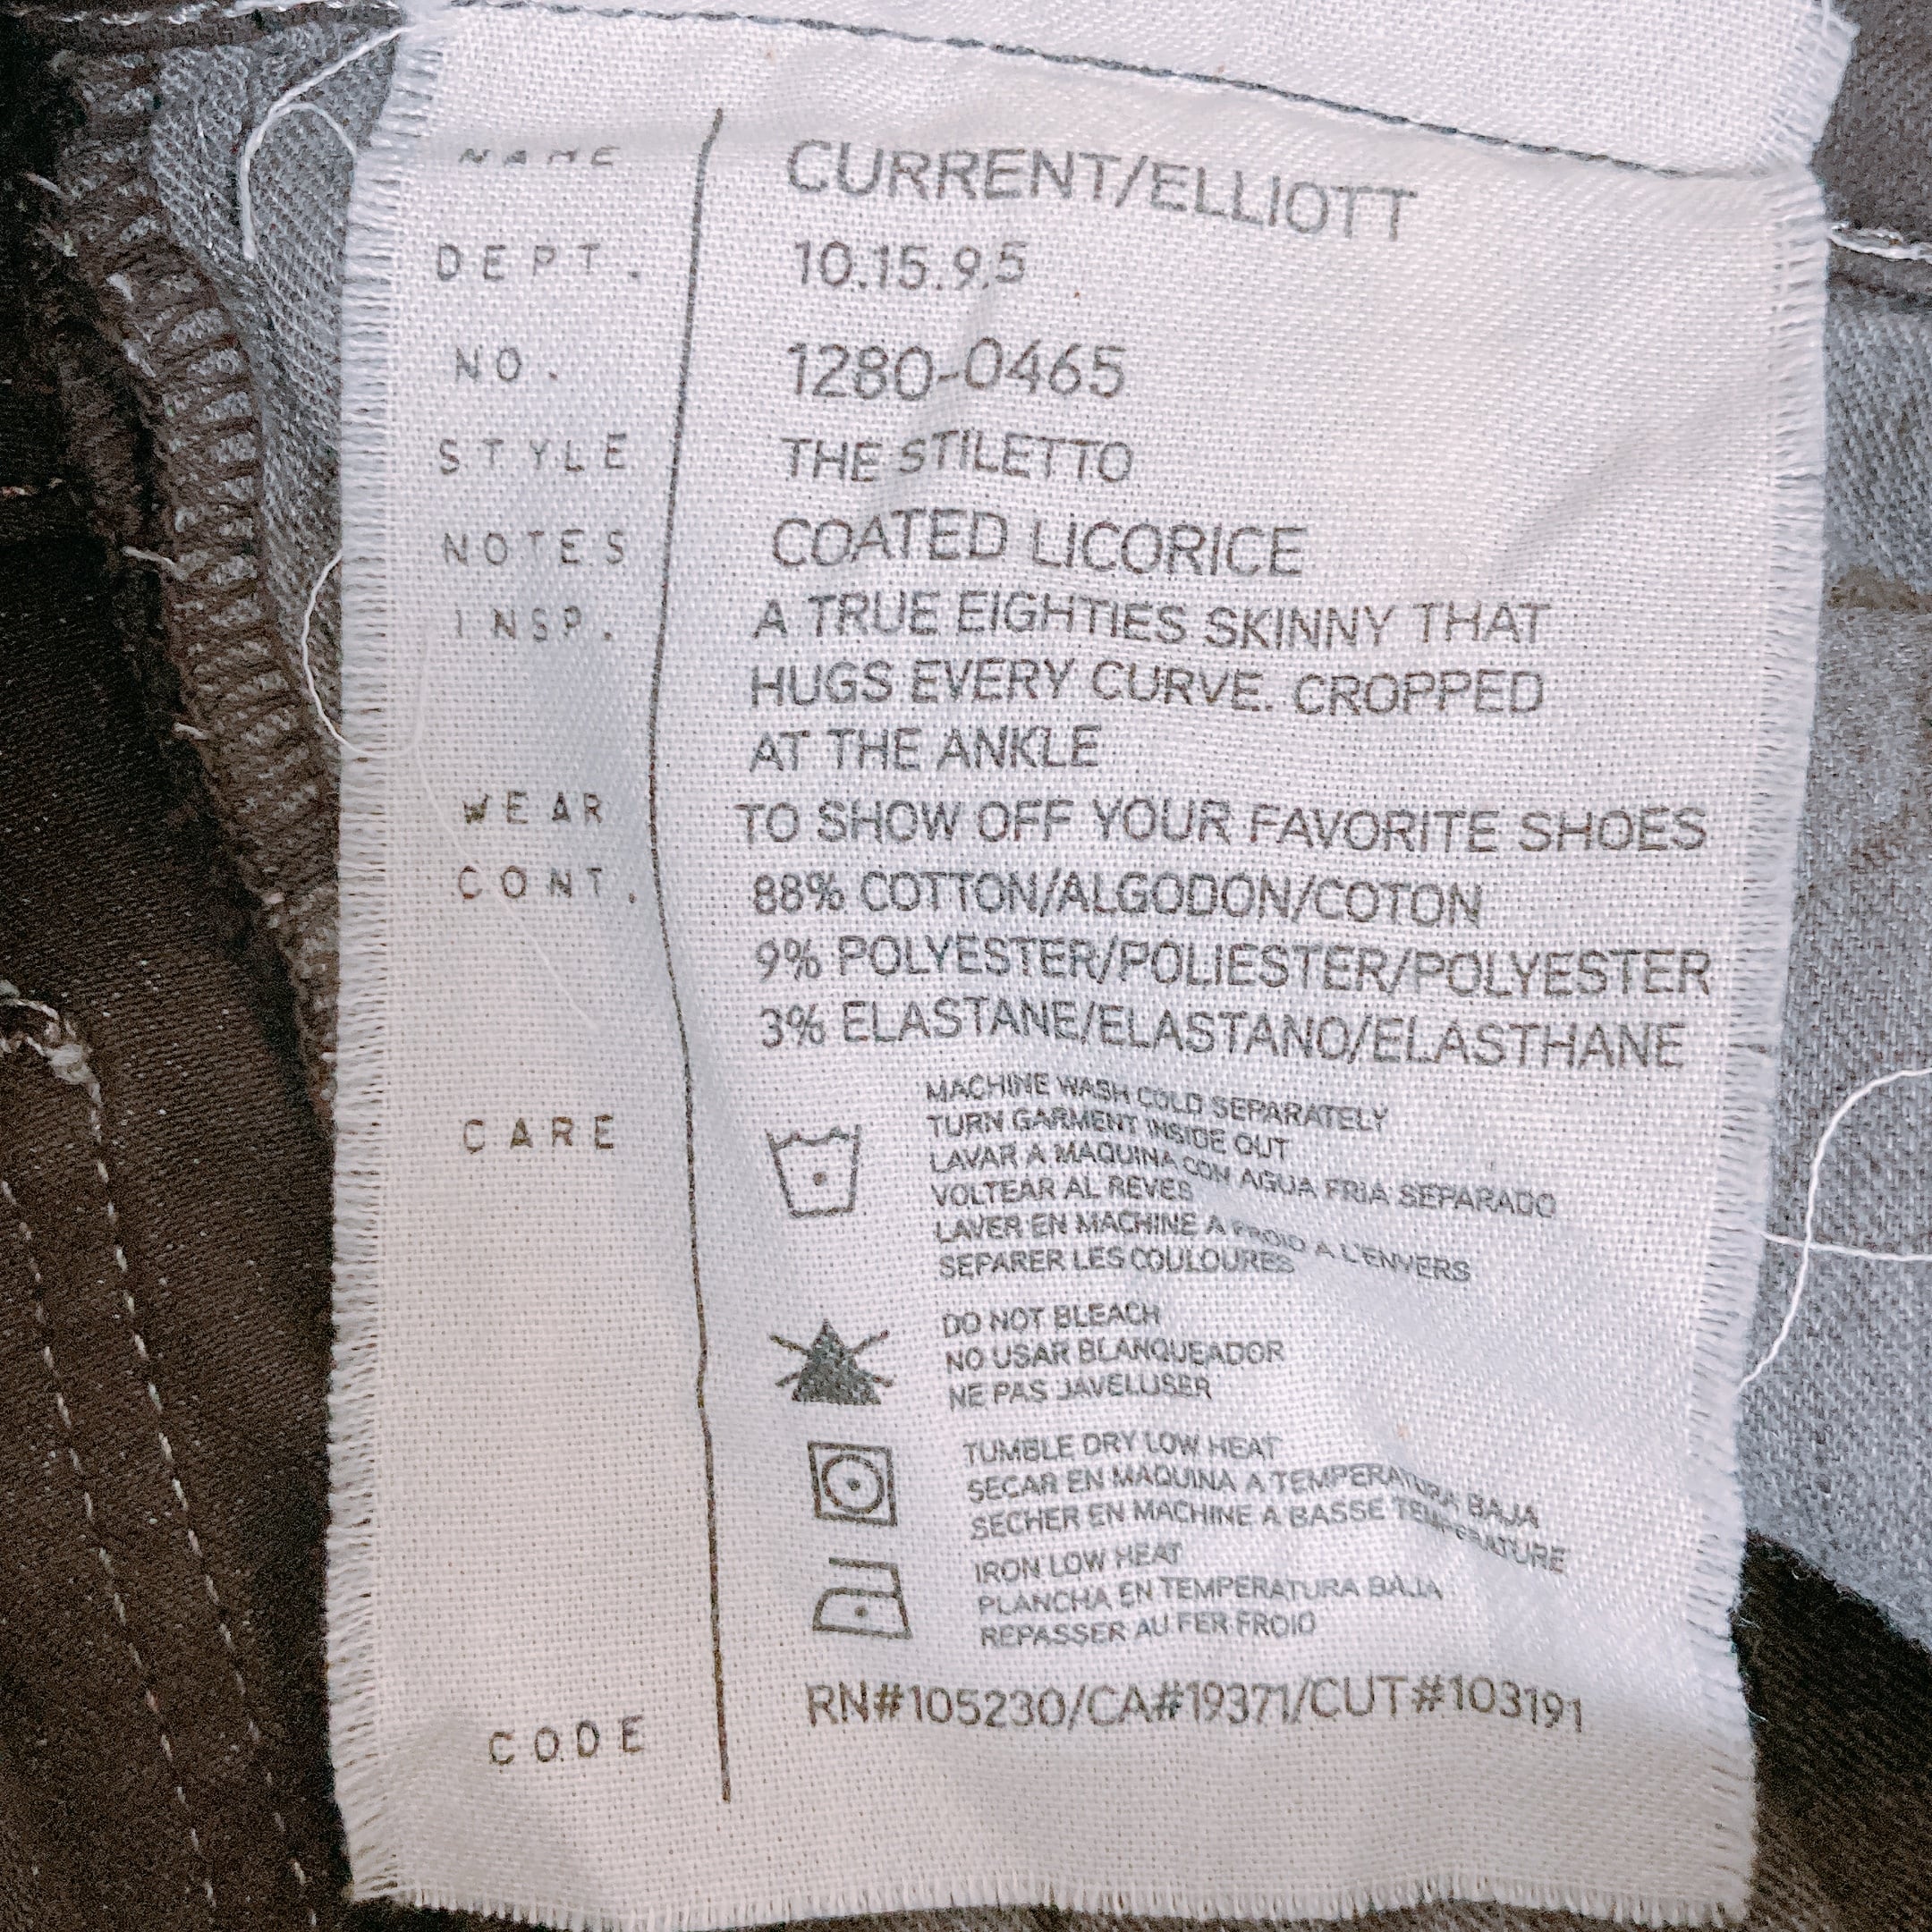 NAME CURRENT/ELLIOTT
DEPT. 10.15.9.5
NO. 1280-0465
STYLE THE STILETTO
NOTES COATED LICORICE
INSP. A TRUE EIGHTIES SKINNY THAT
HUGS EVERY CURVE. CROPPED
AT THE ANKLE
WEAR TO SHOW OFF YOUR FAVORITE SHOES
CONT. 88% COTTON/ALGODON/COTON
9% POLYESTER/POLIESTER/POLYESTER
3% ELASTANE/ELASTANO/ELASTHANE
CARE MACHINE WASH COLD SEPARATELY
TURN GARMENT INSIDE OUT
LAVAR A MAQUINA CON AGUA FRIA SEPARADO
VOLTEAR AL REVES
LAVER EN MACHINE A FROID A L'ENVERS
SEPARER LES COULOURES
DO NOT BLEACH
NO USAR BLANQUEADOR
NE PAS JAVELLISER
TUMBLE DRY LOW HEAT
SECAR EN MAQUINA A TEMPERATURA BAJA
SECHER EN MACHINE A BASSE TEMPERATURE
IRON LOW HEAT
PLANCHA EN TEMPERATURA BAJA
REPASSER AU FER FROID
CODE RN#105230/CA#19371/CUT#103191